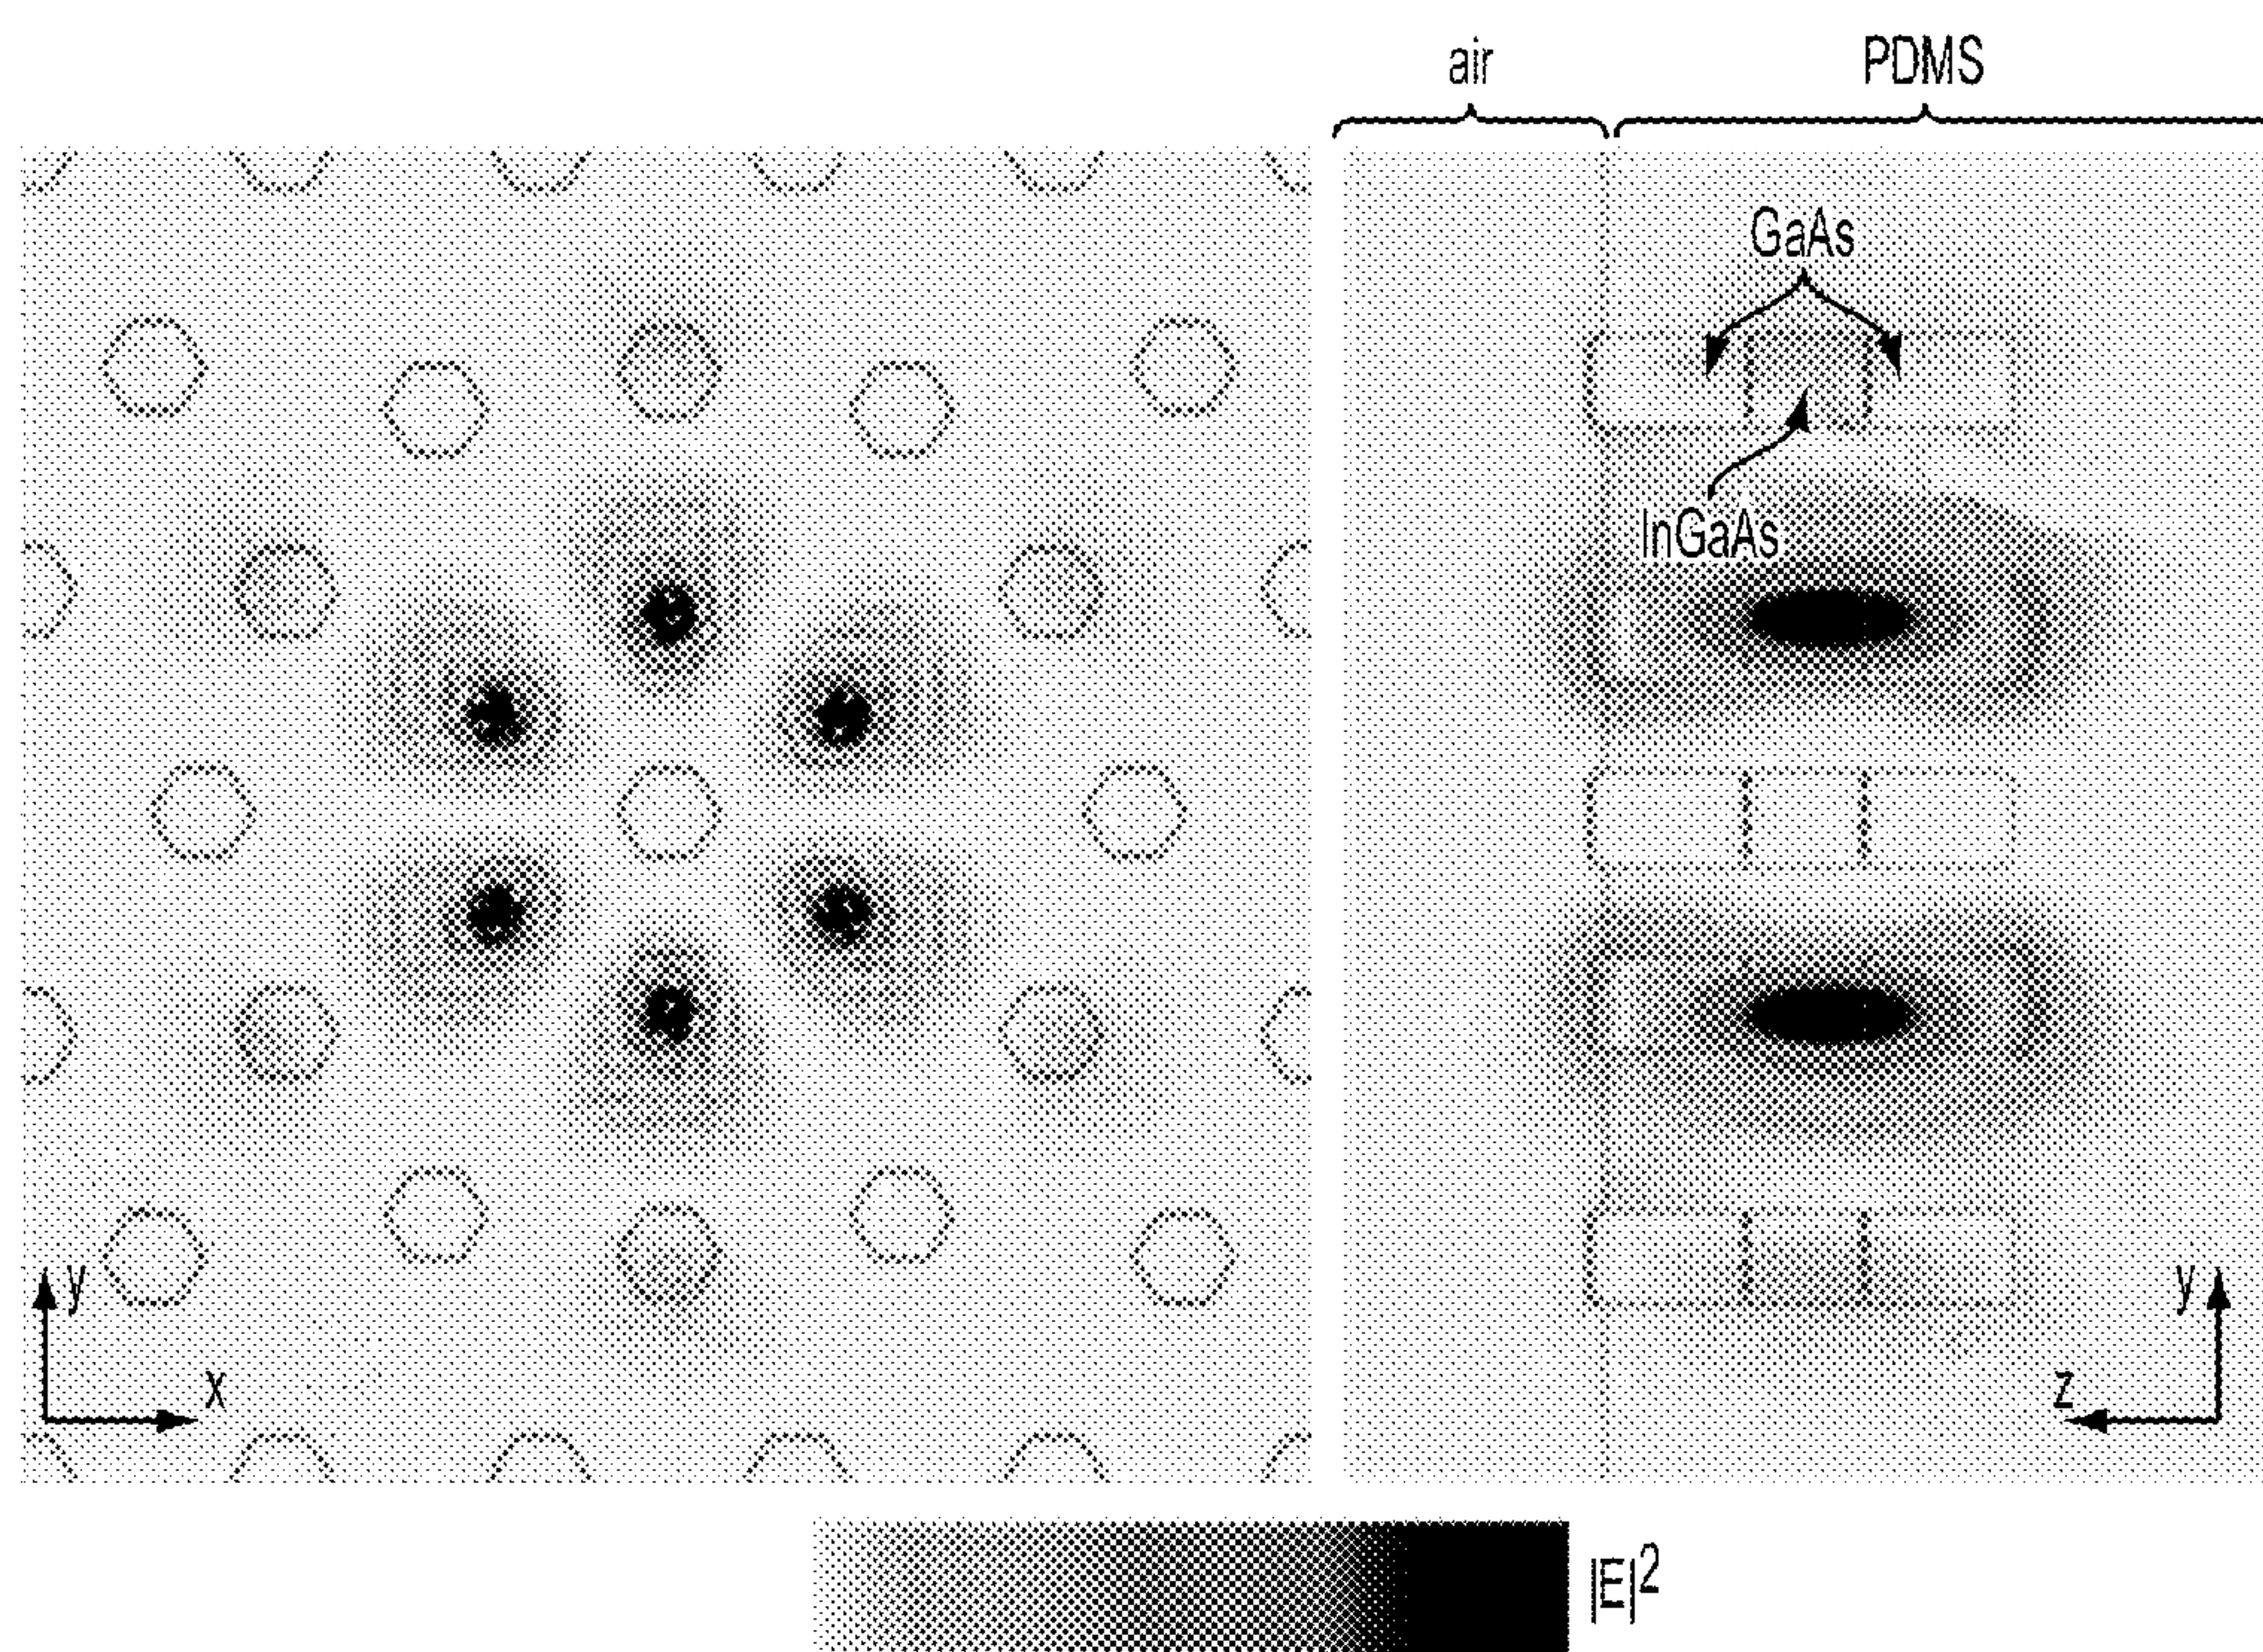 air
PDMS
GaAs
InGaAs
y
x
y
z
|E|²